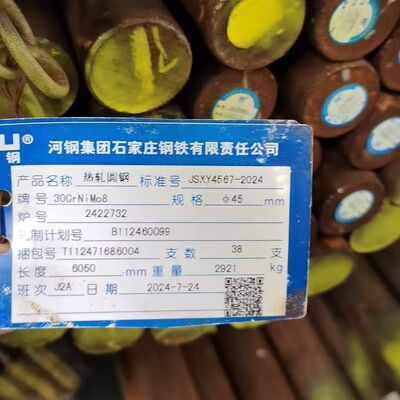 钢®
河钢集团石家庄钢铁有限责任公司
产品名称 热轧圆钢 标准号 JSXY4567-2024
牌号 30CrNiMo8 规格 Φ45 mm
炉号 2422732
轧制计划号 B112460099
捆包号 T112471686004 支数 38
长度 6050 mm 重量 2921 kg
班次 J2A 日期 2024-7-24